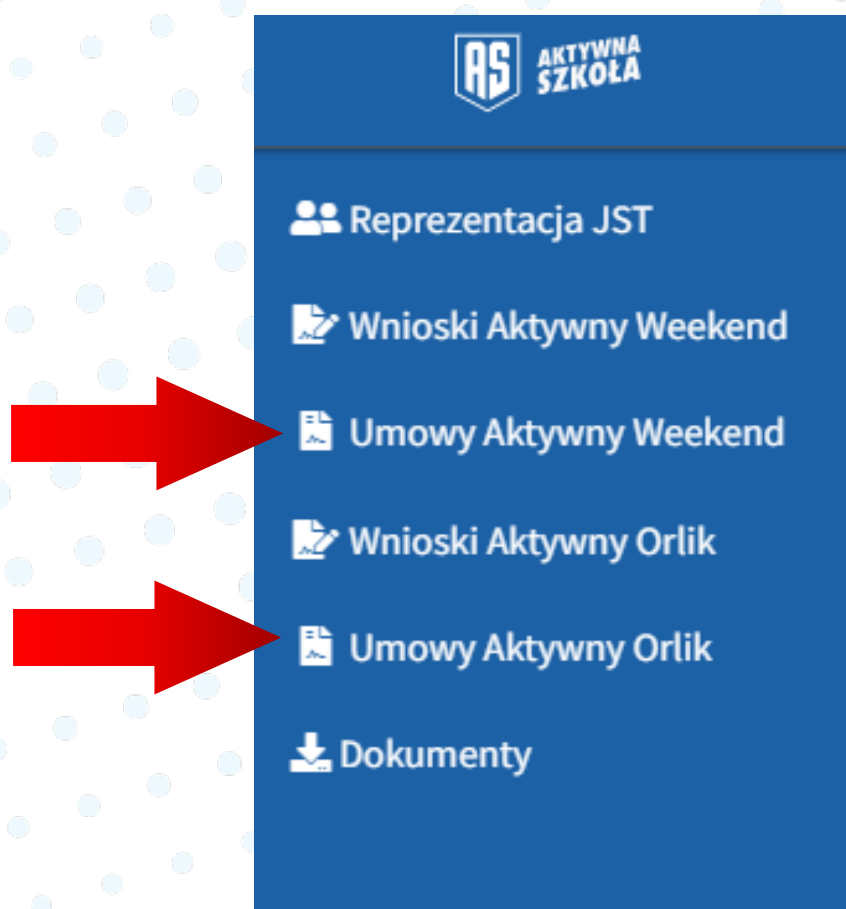 AS AKTYWNA
SZKOŁA
Reprezentacja JST
Wnioski Aktywny Weekend
Umowy Aktywny Weekend
Wnioski Aktywny Orlik
Umowy Aktywny Orlik
Dokumenty